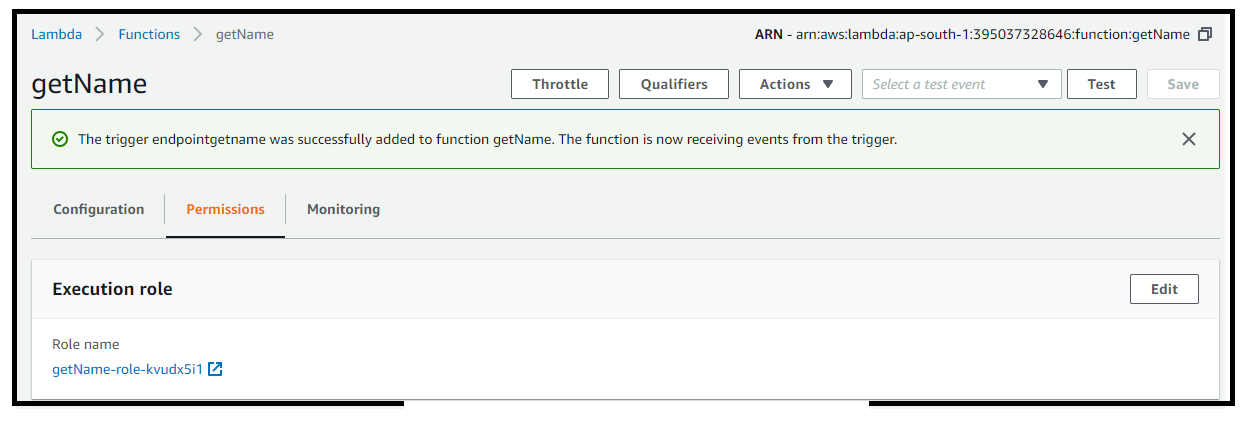 Lambda > Functions > getName
ARN - arn:aws:lambda:ap-south-1:395037328646:function:getName
getName
Throttle Qualifiers Actions Select a test event Test Save
The trigger endpointgetname was successfully added to function getName. The function is now receiving events from the trigger.
Configuration Permissions Monitoring
Execution role
Edit
Role name
getName-role-kvudx5i1